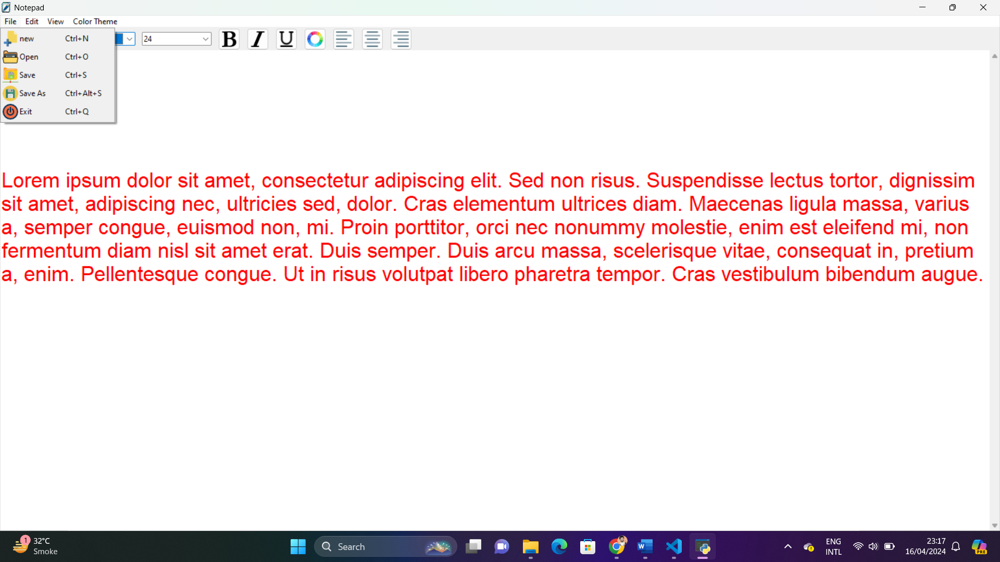 Notepad
File Edit View Color Theme
new Ctrl+N
24
B I U
Open Ctrl+O
Save Ctrl+S
Save As Ctrl+Alt+S
Exit Ctrl+Q
Lorem ipsum dolor sit amet, consectetur adipiscing elit. Sed non risus. Suspendisse lectus tortor, dignissim
sit amet, adipiscing nec, ultricies sed, dolor. Cras elementum ultrices diam. Maecenas ligula massa, varius
a, semper congue, euismod non, mi. Proin porttitor, orci nec nonummy molestie, enim est eleifend mi, non
fermentum diam nisl sit amet erat. Duis semper. Duis arcu massa, scelerisque vitae, consequat in, pretium
a, enim. Pellentesque congue. Ut in risus volutpat libero pharetra tempor. Cras vestibulum bibendum augue.
1
32°C
Smoke
Search
W
ENG
INTL
23:17
16/04/2024
PRE